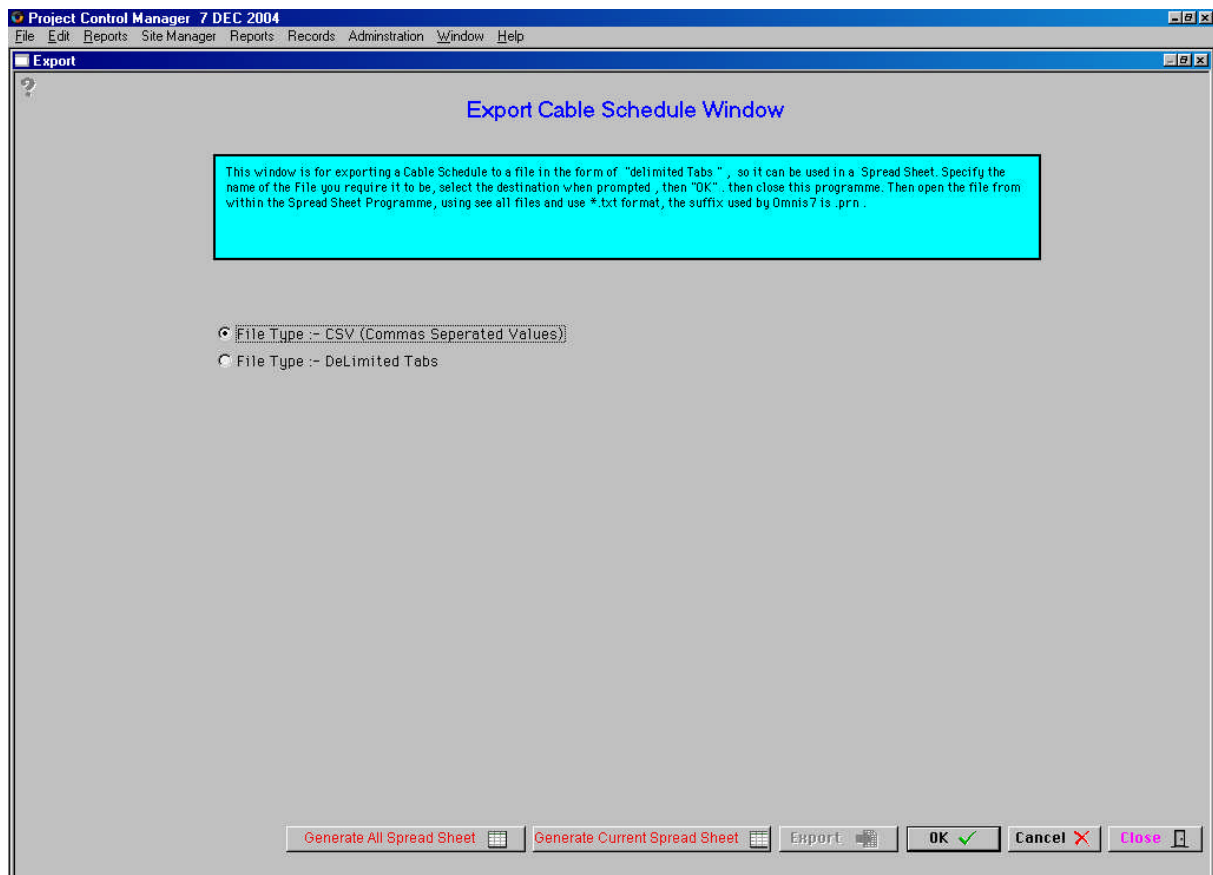 Project Control Manager 7 DEC 2004
File Edit Reports Site Manager Reports Records Adminstration Window Help
Export
?
Export Cable Schedule Window
This window is for exporting a Cable Schedule to a file in the form of "delimited Tabs " , so it can be used in a Spread Sheet. Specify the
name of the File you require it to be, select the destination when prompted , then "OK" . then close this programme. Then open the file from
within the Spread Sheet Programme, using see all files and use *.txt format, the suffix used by Omnis7 is .prn .
File Type :- CSV (Commas Seperated Values)
File Type :- DeLimited Tabs
Generate All Spread Sheet Generate Current Spread Sheet Export OK Cancel Close